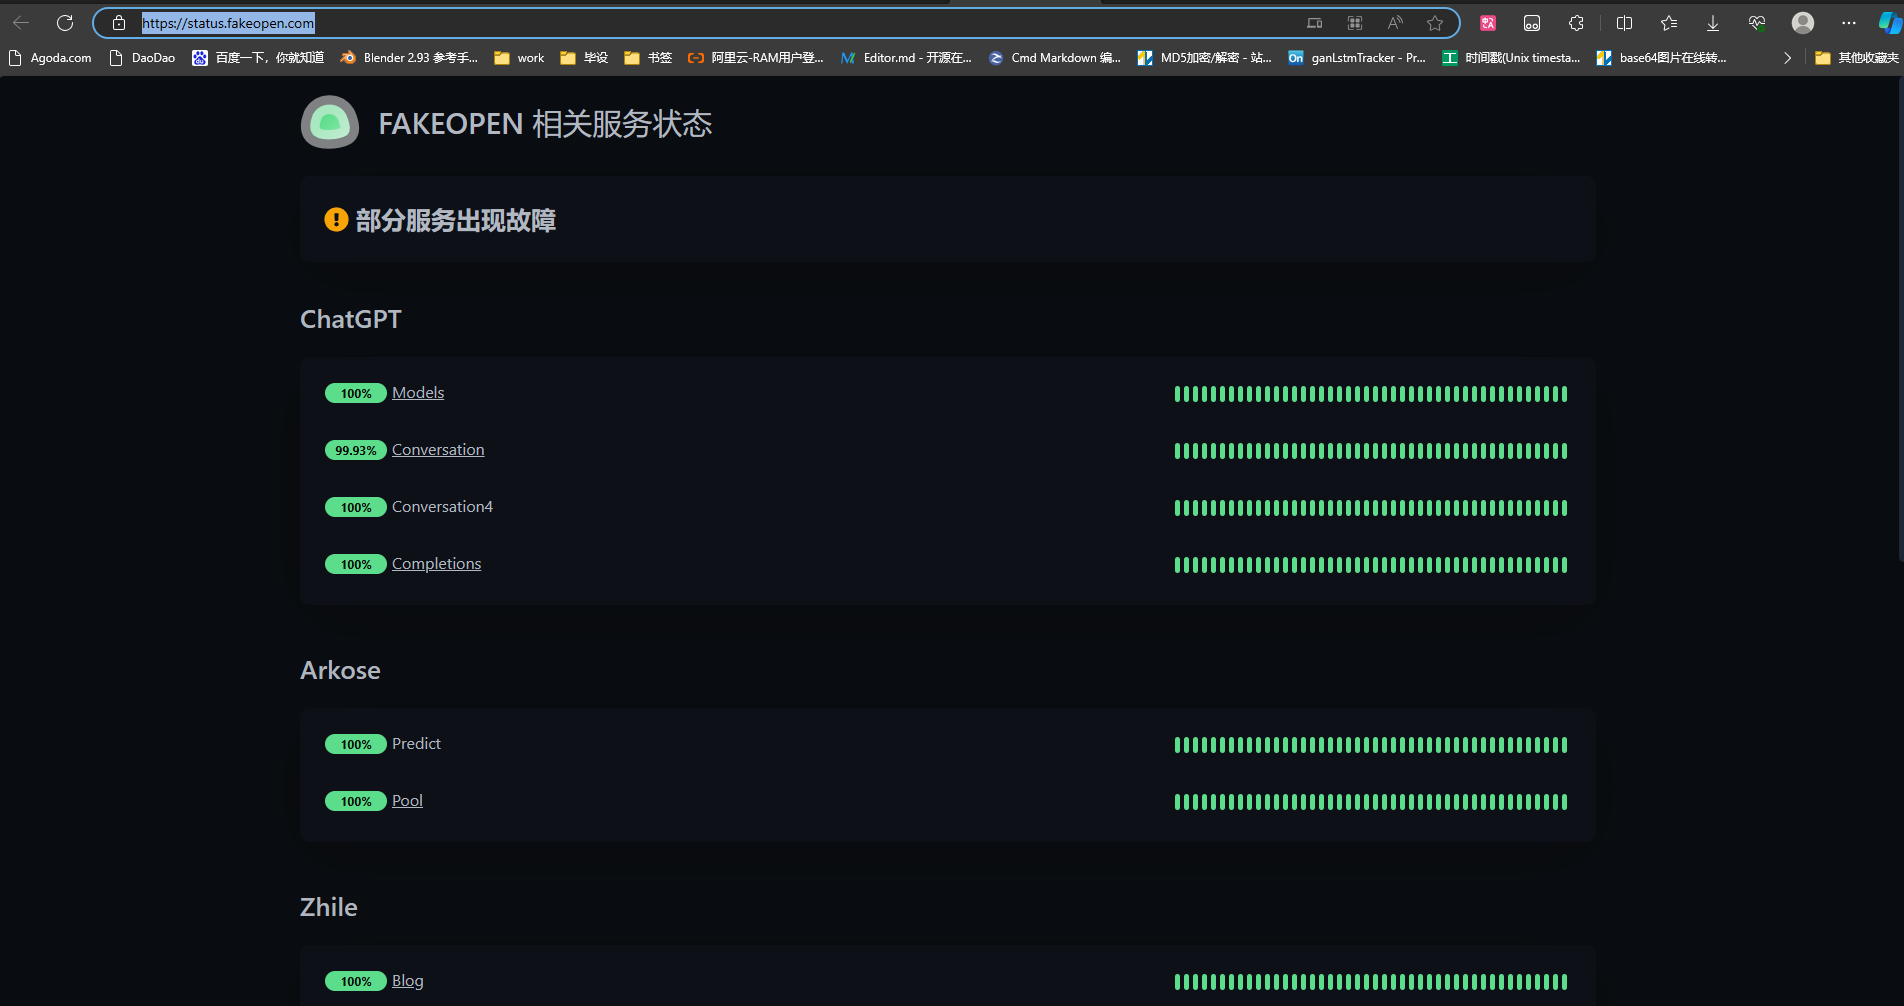 https://status.fakeopen.com
Agoda.com DaoDao 百度一下，你就知道 Blender 2.93 参考手... work 毕设 书签 阿里云-RAM用户登... Editor.md - 开源在... Cmd Markdown 编... MD5加密/解密 - 站... On ganLstmTracker - Pr... 工 时间戳(Unix timesta... base64图片在线转... 其他收藏夹
FAKEOPEN 相关服务状态
部分服务出现故障
ChatGPT
100% Models
99.93% Conversation
100% Conversation4
100% Completions
Arkose
100% Predict
100% Pool
Zhile
100% Blog